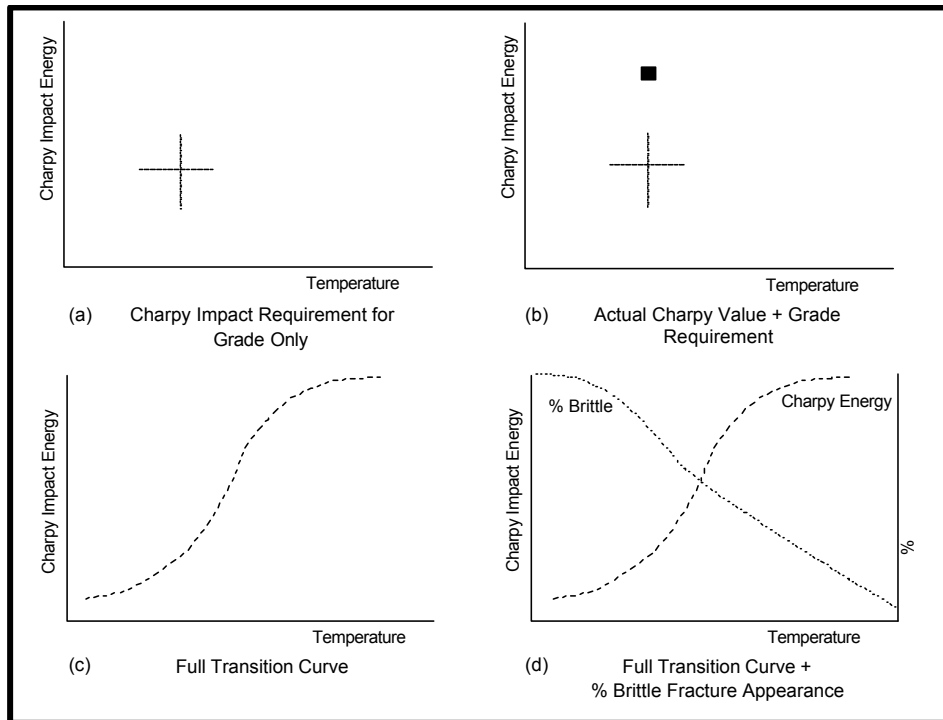 Charpy Impact Energy
Temperature
(a) Charpy Impact Requirement for
Grade Only
Charpy Impact Energy
Temperature
(b) Actual Charpy Value + Grade
Requirement
Charpy Impact Energy
Temperature
(c) Full Transition Curve
% Brittle
Charpy Energy
Charpy Impact Energy
%
Temperature
(d) Full Transition Curve +
% Brittle Fracture Appearance